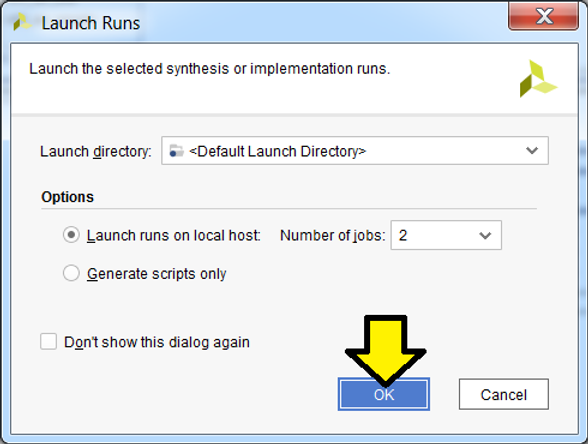 Launch Runs
Launch the selected synthesis or implementation runs.
Launch directory: <Default Launch Directory>
Options
Launch runs on local host: Number of jobs: 2
Generate scripts only
Don't show this dialog again
OK Cancel